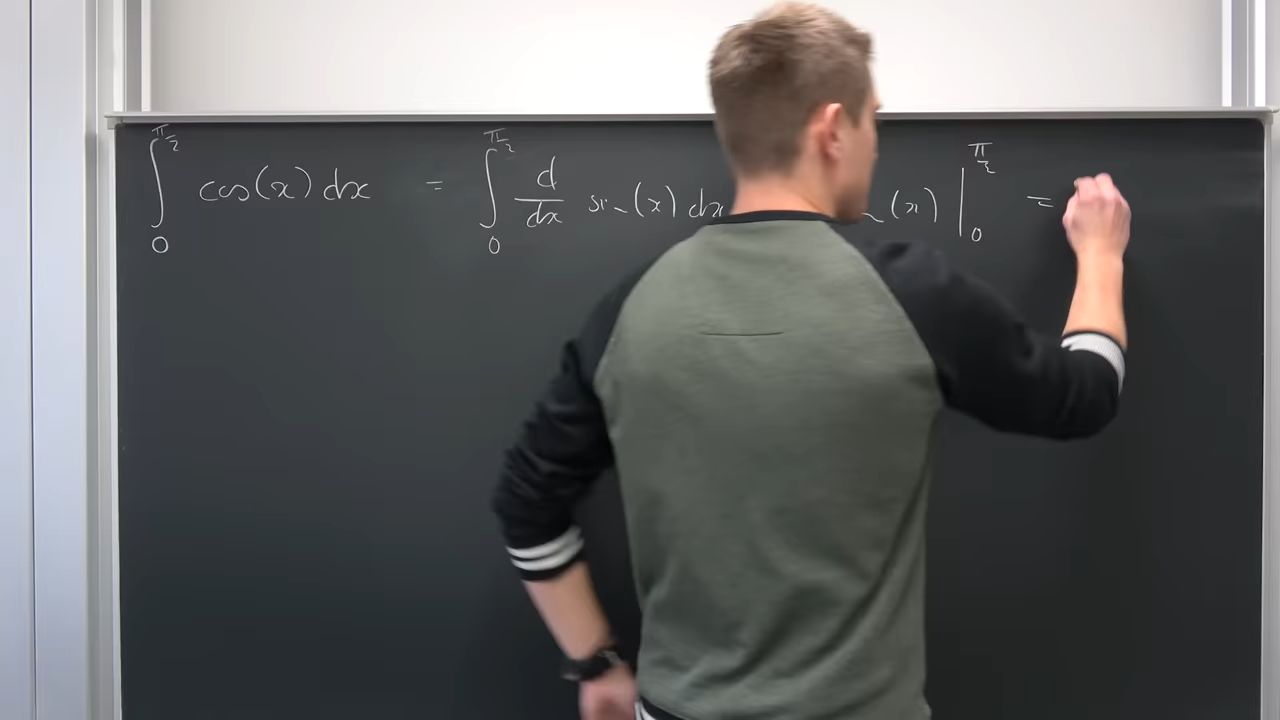 ∫₀^{π/2} cos(x) dx = ∫₀^{π/2} d/dx sin(x) dx (x) |₀^{π/2} =